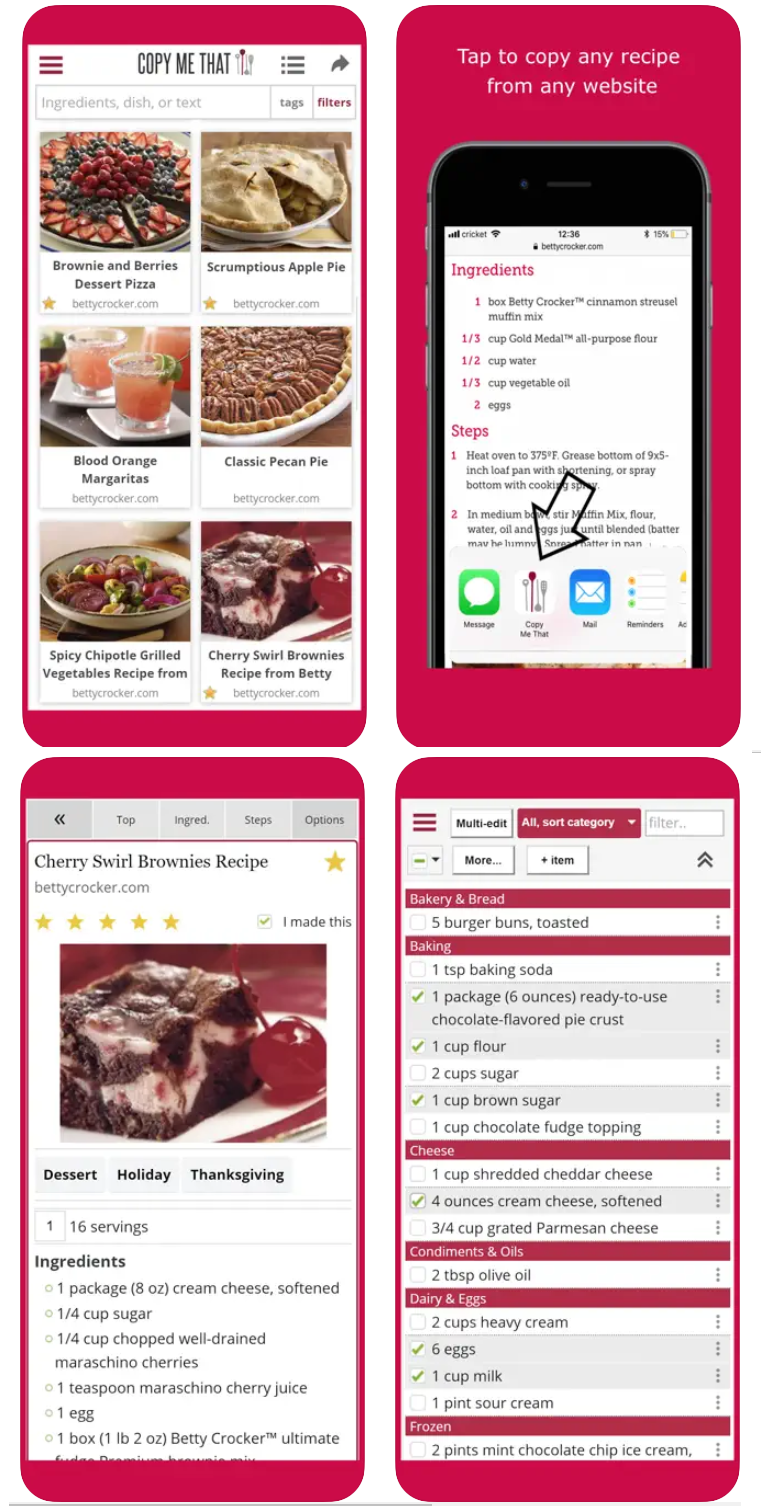 COPY ME THAT
Ingredients, dish, or text
tags
filters
Brownie and Berries
Dessert Pizza
bettycrocker.com
Scrumptious Apple Pie
bettycrocker.com
Blood Orange
Margaritas
bettycrocker.com
Classic Pecan Pie
bettycrocker.com
Spicy Chipotle Grilled
Vegetables Recipe from
bettycrocker.com
Cherry Swirl Brownies
Recipe from Betty
bettycrocker.com
Tap to copy any recipe
from any website
cricket 12:36 15%
bettycrocker.com
Ingredients
1 box Betty Crocker™ cinnamon streusel
muffin mix
1/3 cup Gold Medal™ all-purpose flour
1/2 cup water
1/3 cup vegetable oil
2 eggs
Steps
1 Heat oven to 375ºF. Grease bottom of 9x5-
inch loaf pan with shortening, or spray
bottom with cooking spray.
2 In medium bowl, stir Muffin Mix, flour,
water, oil and eggs just until blended (batter
may be lumpy). Spread batter in pan.
Message
Copy
Me That
Mail
Reminders
Ac
« Top Ingred. Steps Options
Cherry Swirl Brownies Recipe
bettycrocker.com
I made this
Dessert Holiday Thanksgiving
1 16 servings
Ingredients
1 package (8 oz) cream cheese, softened
1/4 cup sugar
1/4 cup chopped well-drained
maraschino cherries
1 teaspoon maraschino cherry juice
1 egg
1 box (1 lb 2 oz) Betty Crocker™ ultimate
fudge Premium brownie mix
Multi-edit
All, sort category
filter..
More...
+ item
Bakery & Bread
5 burger buns, toasted
Baking
1 tsp baking soda
1 package (6 ounces) ready-to-use
chocolate-flavored pie crust
1 cup flour
2 cups sugar
1 cup brown sugar
1 cup chocolate fudge topping
Cheese
1 cup shredded cheddar cheese
4 ounces cream cheese, softened
3/4 cup grated Parmesan cheese
Condiments & Oils
2 tbsp olive oil
Dairy & Eggs
2 cups heavy cream
6 eggs
1 cup milk
1 pint sour cream
Frozen
2 pints mint chocolate chip ice cream,